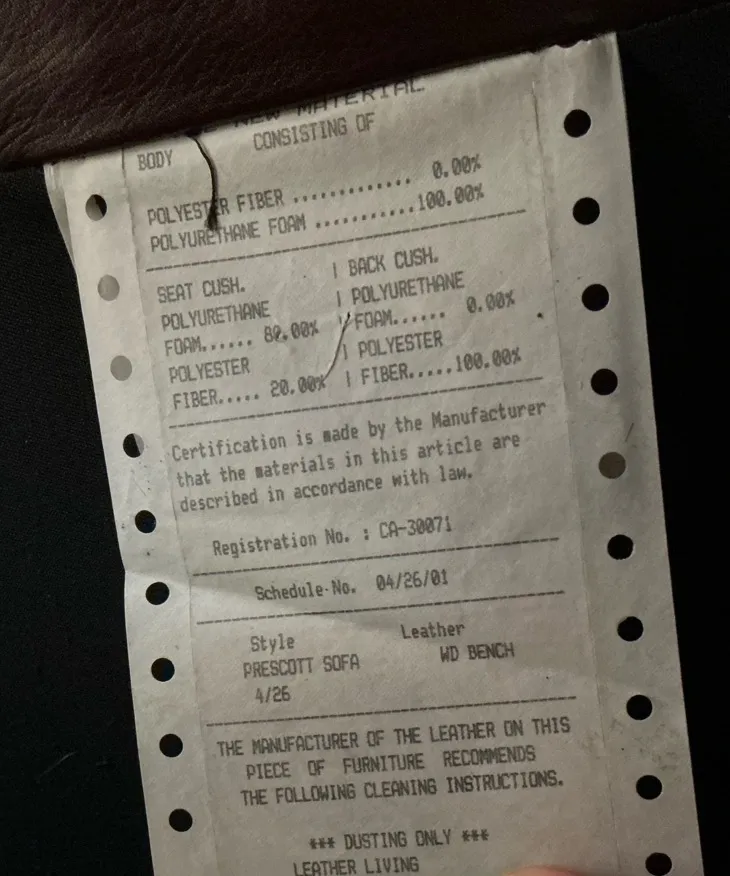 NEW MATERIAL
CONSISTING OF
BODY
POLYESTER FIBER ............. 0.00%
POLYURETHANE FOAM ...........100.00%
SEAT CUSH. | BACK CUSH.
POLYURETHANE | POLYURETHANE
FOAM...... 80.00% FOAM...... 0.00%
POLYESTER | POLYESTER
FIBER..... 20.00% | FIBER.....100.00%
Certification is made by the Manufacturer
that the materials in this article are
described in accordance with law.
Registration No. : CA-30071
Schedule-No. 04/26/01
Style Leather
PRESCOTT SOFA WD BENCH
4/26
THE MANUFACTURER OF THE LEATHER ON THIS
PIECE OF FURNITURE RECOMMENDS
THE FOLLOWING CLEANING INSTRUCTIONS.
*** DUSTING ONLY ***
LEATHER LIVING